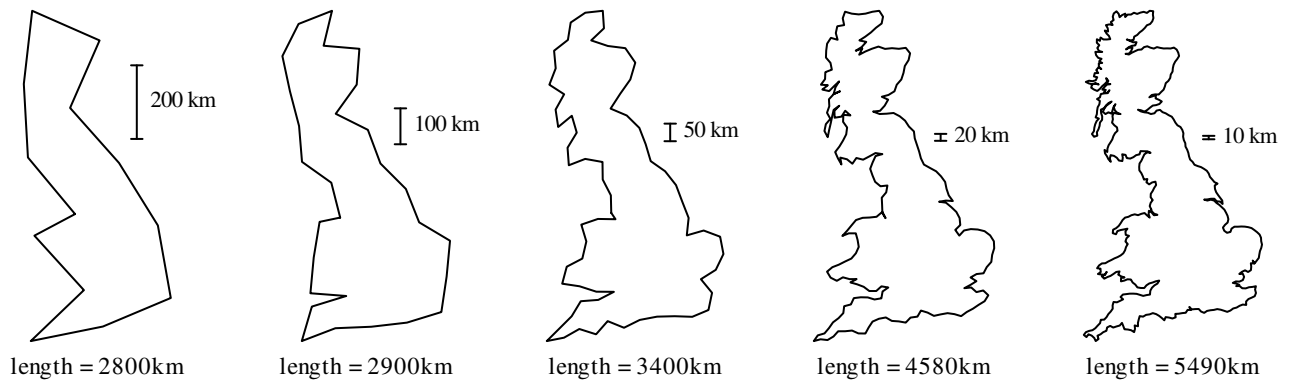 200 km
100 km
50 km
20 km
10 km
length = 2800km
length = 2900km
length = 3400km
length = 4580km
length = 5490km